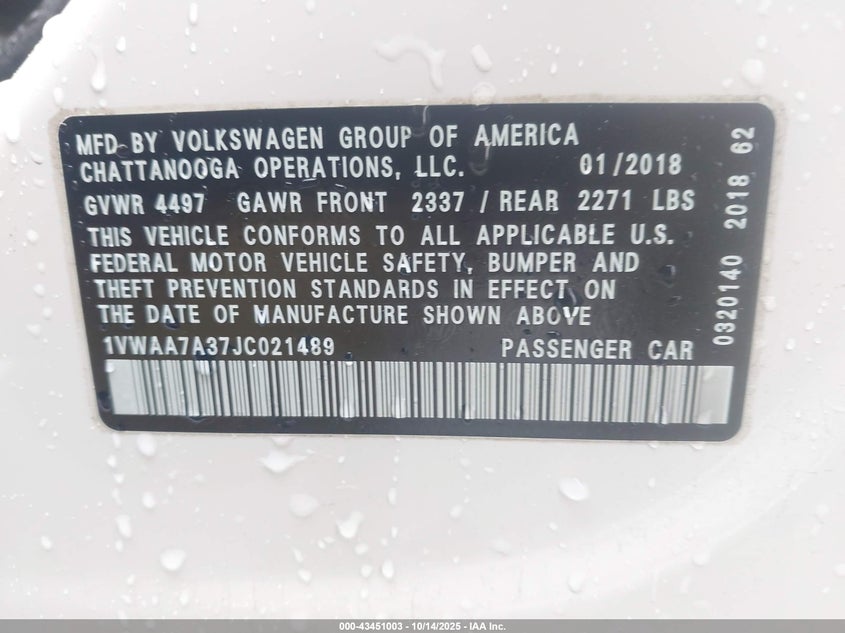 MFD BY VOLKSWAGEN GROUP OF AMERICA
CHATTANOOGA OPERATIONS, LLC. 01/2018
GVWR 4497 GAWR FRONT 2337 / REAR 2271 LBS
THIS VEHICLE CONFORMS TO ALL APPLICABLE U.S.
FEDERAL MOTOR VEHICLE SAFETY, BUMPER AND
THEFT PREVENTION STANDARDS IN EFFECT ON
THE DATE OF MANUFACTURE SHOWN ABOVE
1VWAA7A37JC021489 PASSENGER CAR
0320140 2018 62
000-43451003 | 10/14/2025 - IAA Inc.